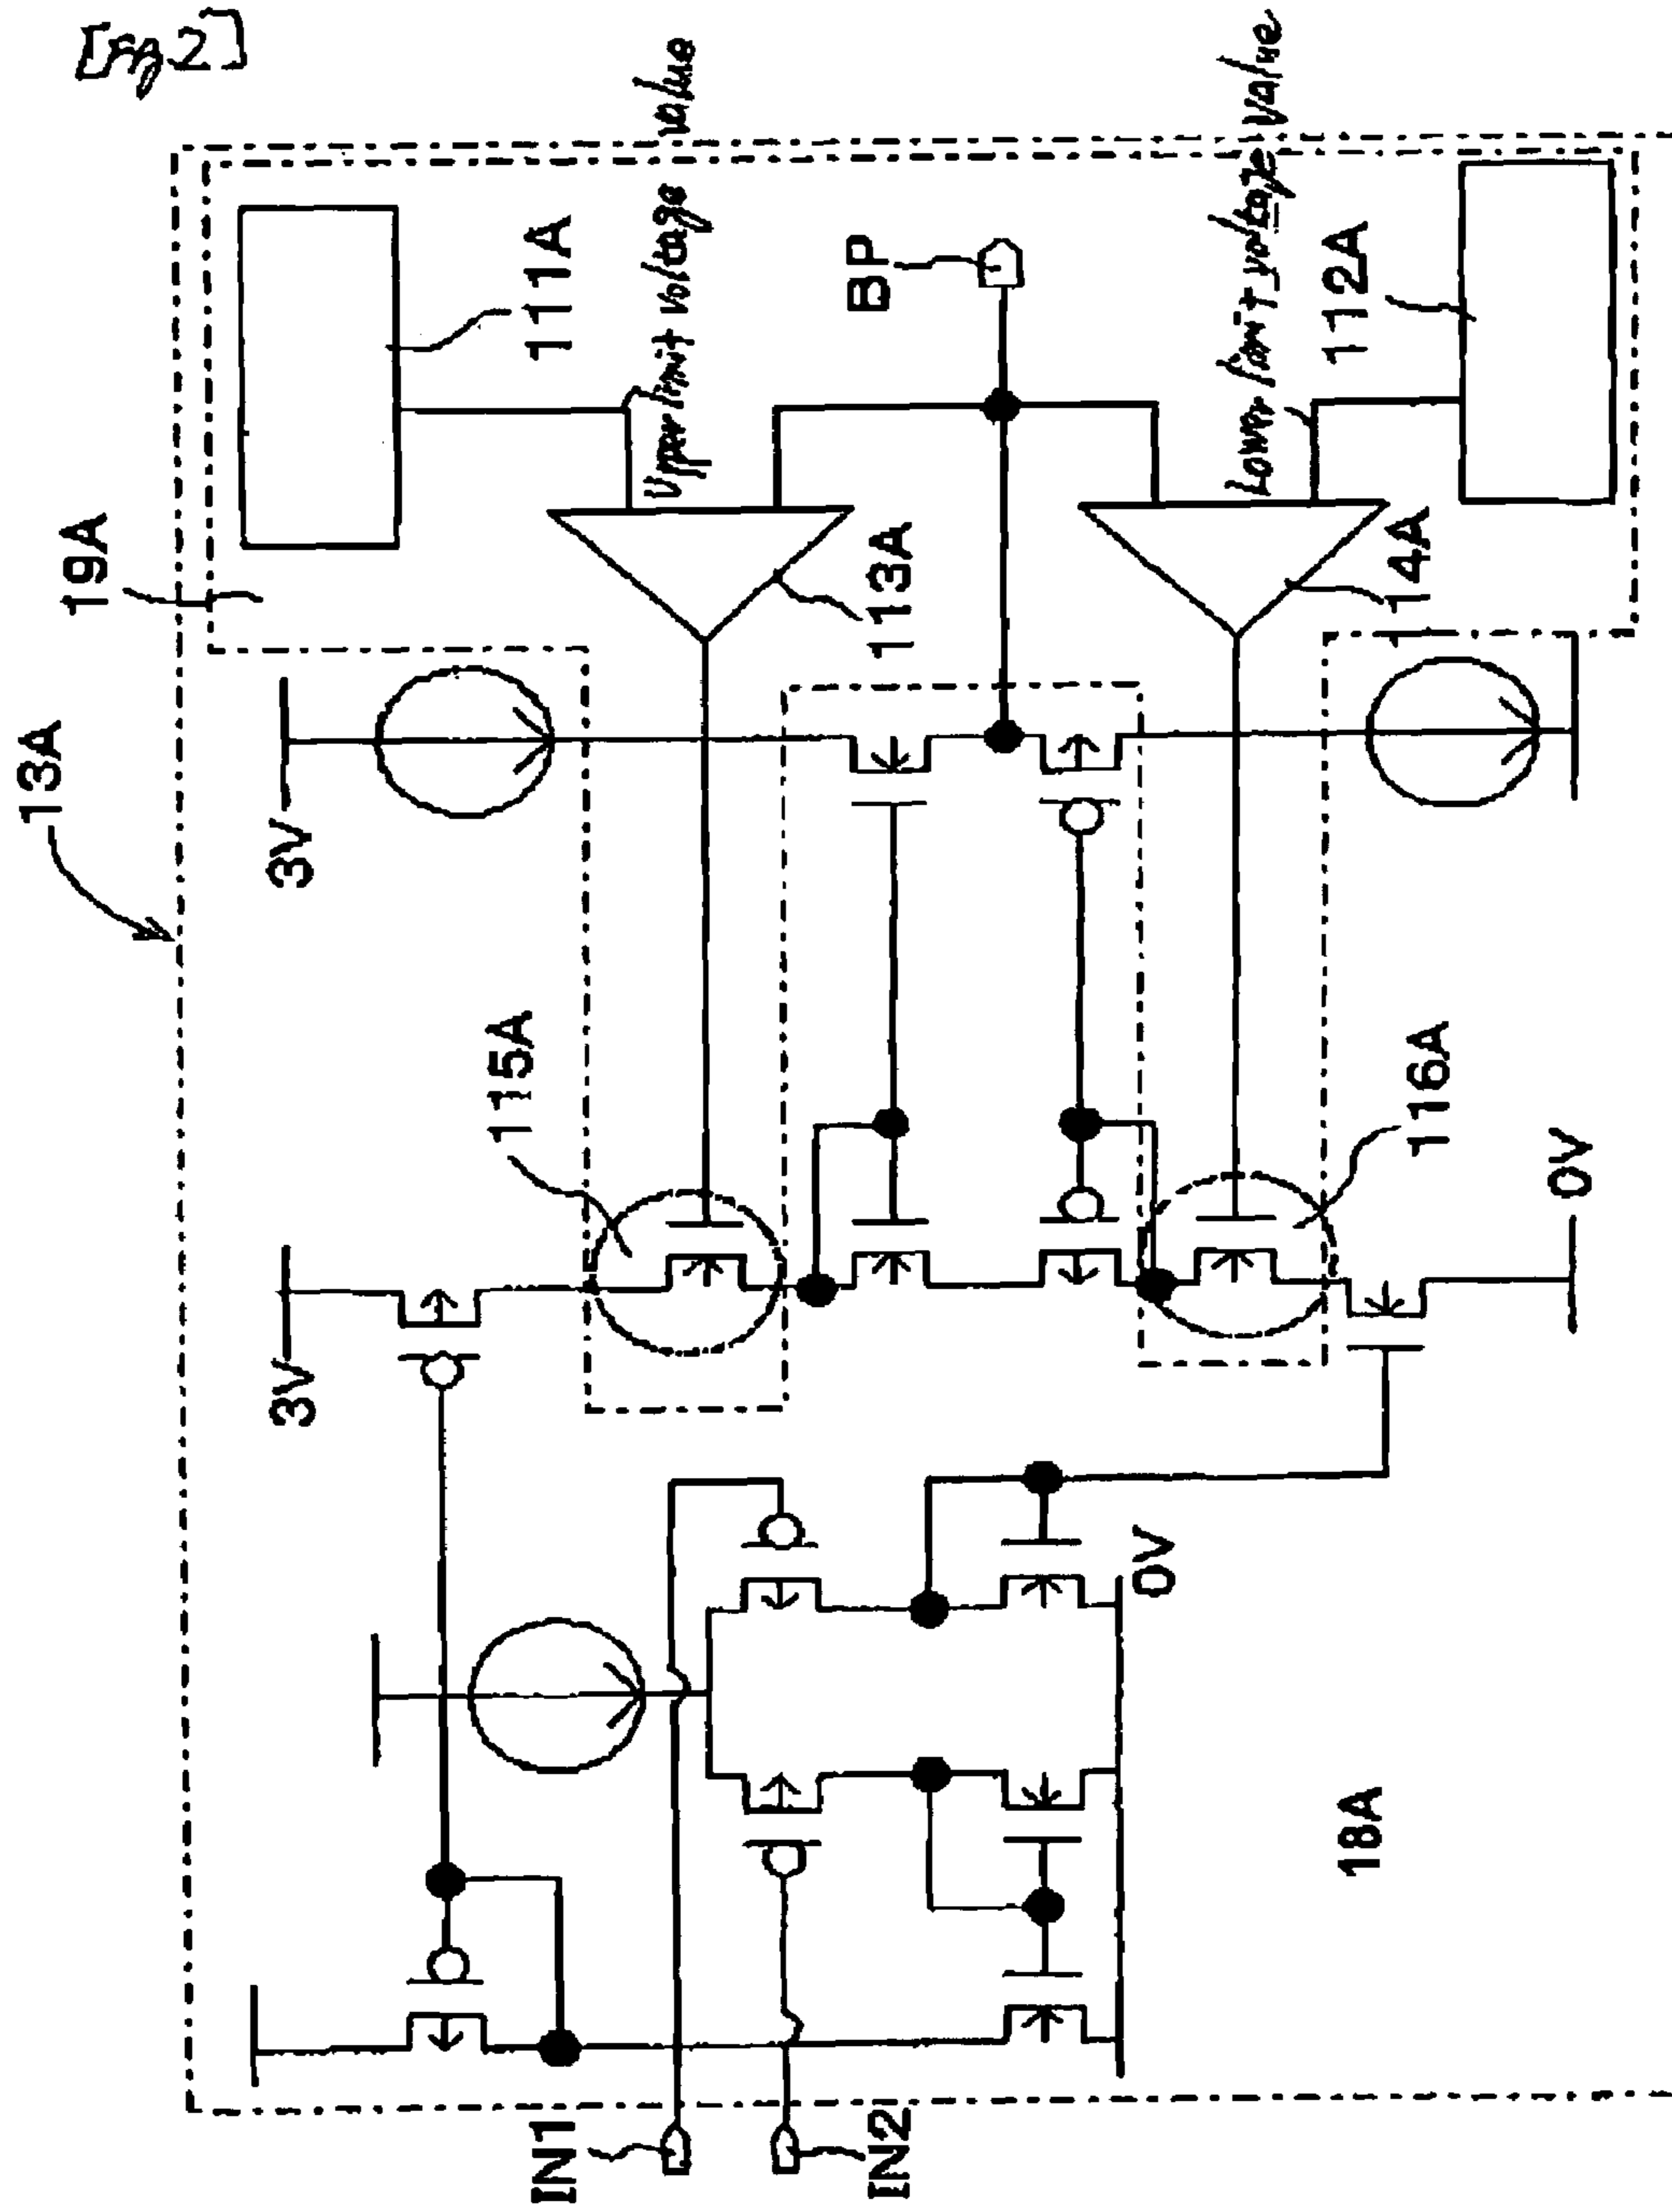 [Fig 2]
13A
19A
3V
3V
111A
Upper limit voltage value
115A
113A
BP
IN1
IN2
0V
18A
116A
114A
Lower limit voltage value
112A
0V